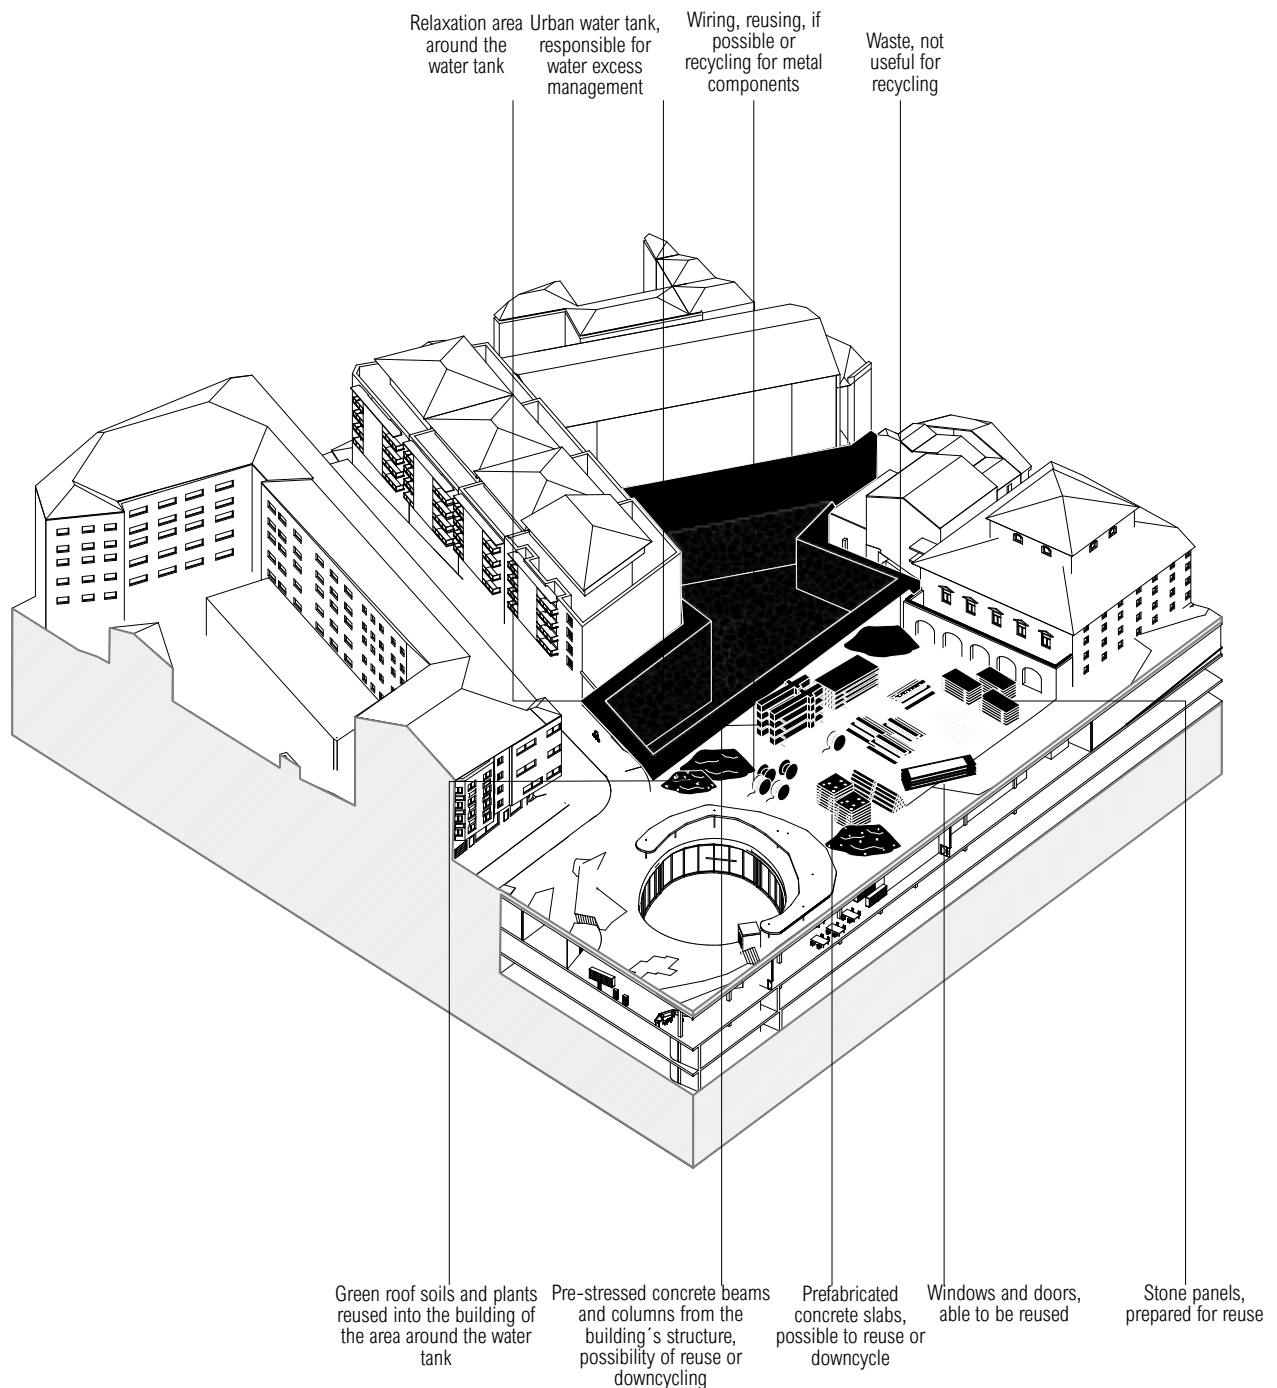 Relaxation area
around the
water tank
Urban water tank,
responsible for
water excess
management
Wiring, reusing, if
possible or
recycling for metal
components
Waste, not
useful for
recycling
Green roof soils and plants
reused into the building of
the area around the water
tank
Pre-stressed concrete beams
and columns from the
building´s structure,
possibility of reuse or
downcycling
Prefabricated
concrete slabs,
possible to reuse or
downcycle
Windows and doors,
able to be reused
Stone panels,
prepared for reuse